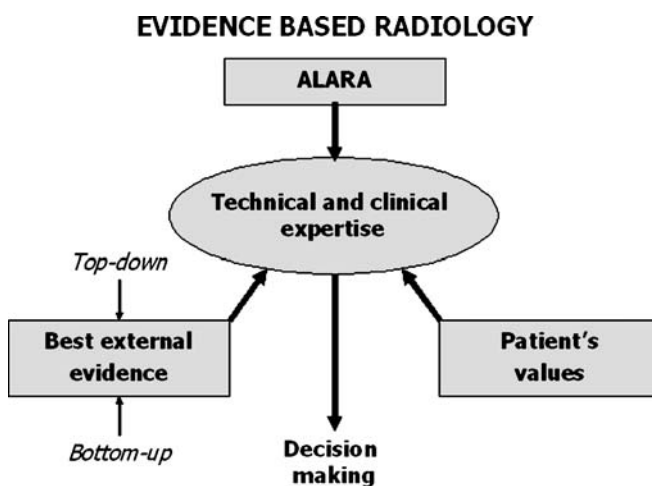 EVIDENCE BASED RADIOLOGY
ALARA
Technical and clinical
expertise
Top-down
Best external
evidence
Patient's
values
Bottom-up
Decision
making